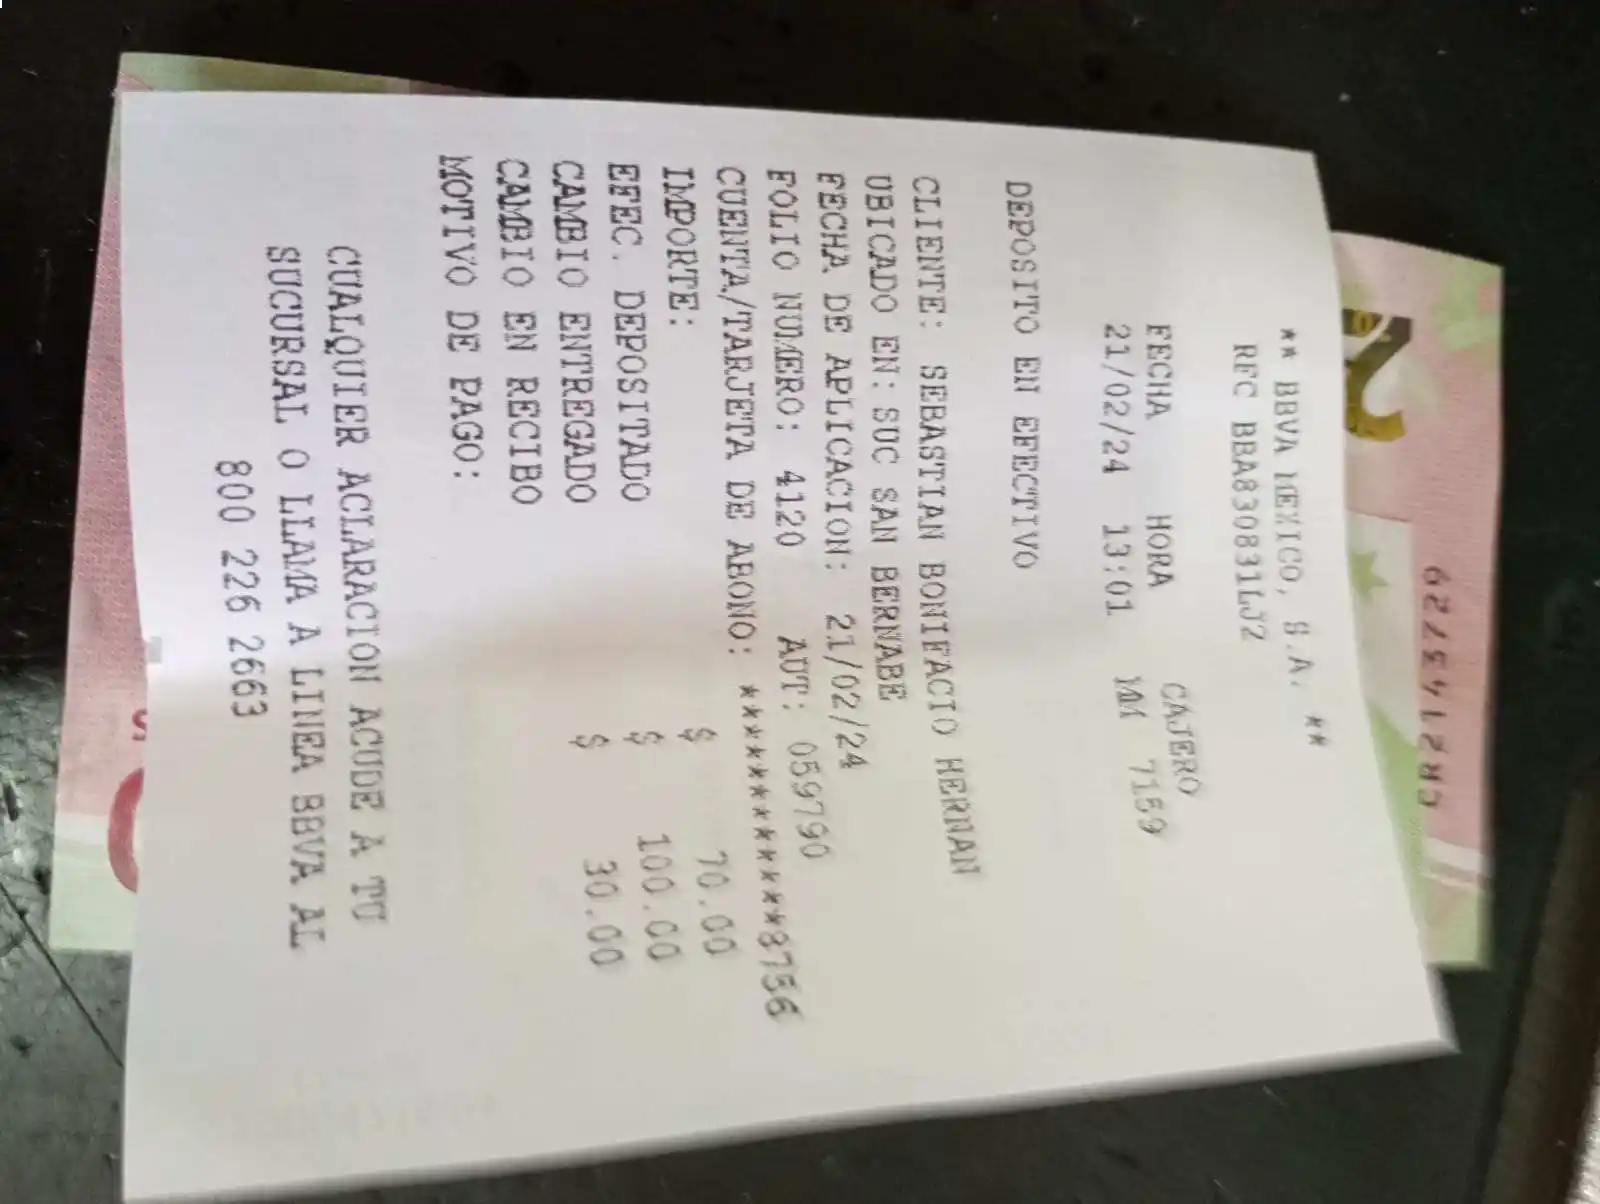 ** BBVA MEXICO, S.A. **
RFC BBA830831LJ2
FECHA HORA CAJERO
21/02/24 13:01 MM 7159
DEPOSITO EN EFECTIVO
CLIENTE: SEBASTIAN BONIFACIO HERNAN
UBICADO EN: SUC SAN BERNABE
FECHA DE APLICACION: 21/02/24
FOLIO NUMERO: 4120 AUT: 059790
CUENTA/TARJETA DE ABONO: ************8756
IMPORTE: $ 70.00
EFEC. DEPOSITADO $ 100.00
CAMBIO ENTREGADO $ 30.00
CAMBIO EN RECIBO
MOTIVO DE PAGO:
CUALQUIER ACLARACION ACUDE A TU
SUCURSAL O LLAMA A LINEA BBVA AL
800 226 2663